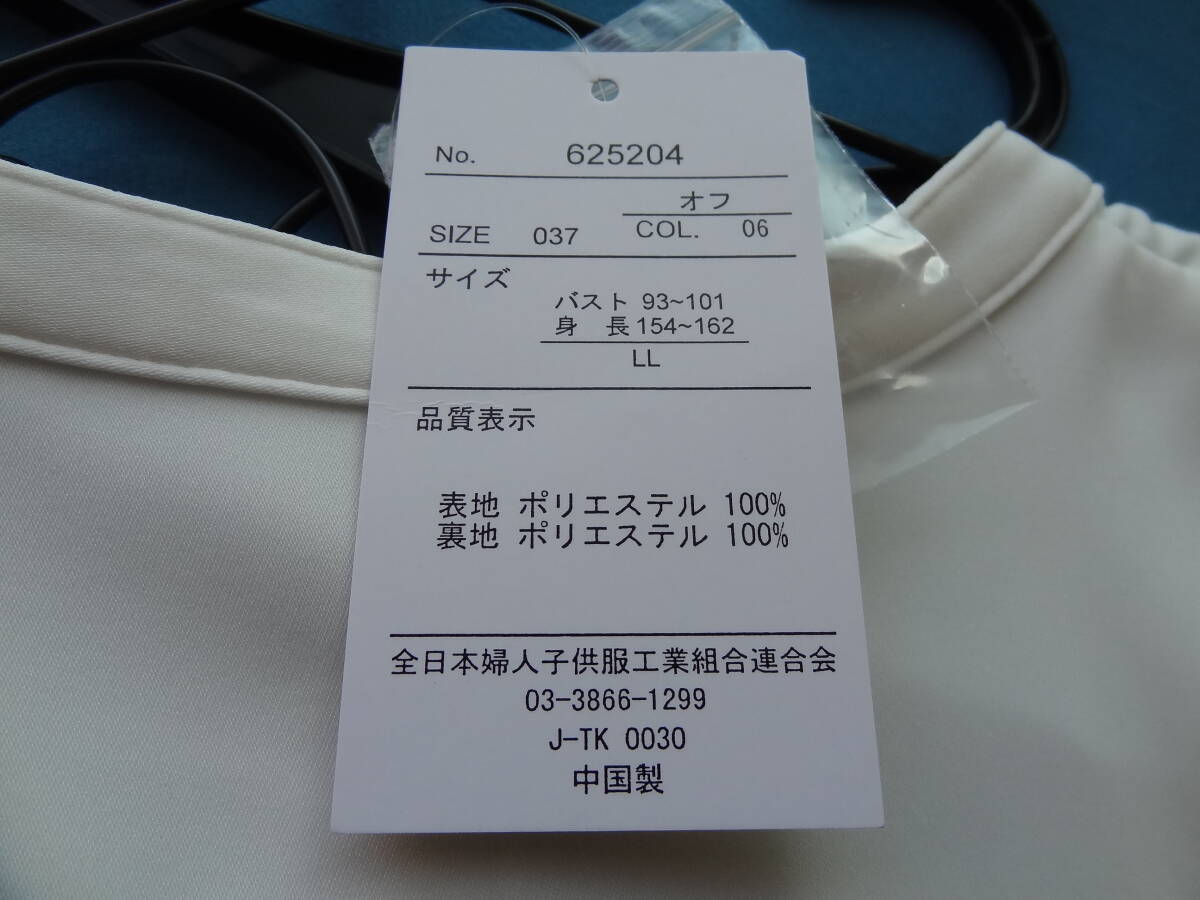 No. 625204
オフ
SIZE 037 COL. 06
サイズ
バスト 93~101
身 長 154~162
LL
品質表示
表地 ポリエステル 100%
裏地 ポリエステル 100%
全日本婦人子供服工業組合連合会
03-3866-1299
J-TK 0030
中国製